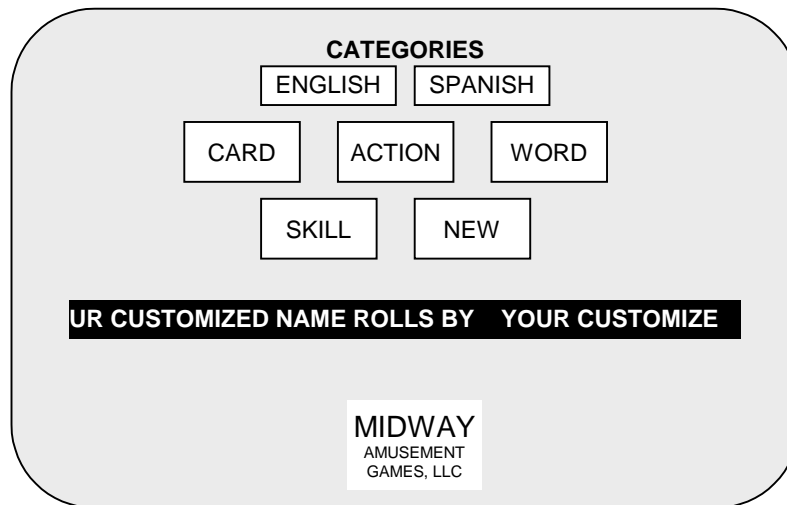 CATEGORIES
ENGLISH SPANISH
CARD ACTION WORD
SKILL NEW
UR CUSTOMIZED NAME ROLLS BY YOUR CUSTOMIZE
MIDWAY
AMUSEMENT
GAMES, LLC